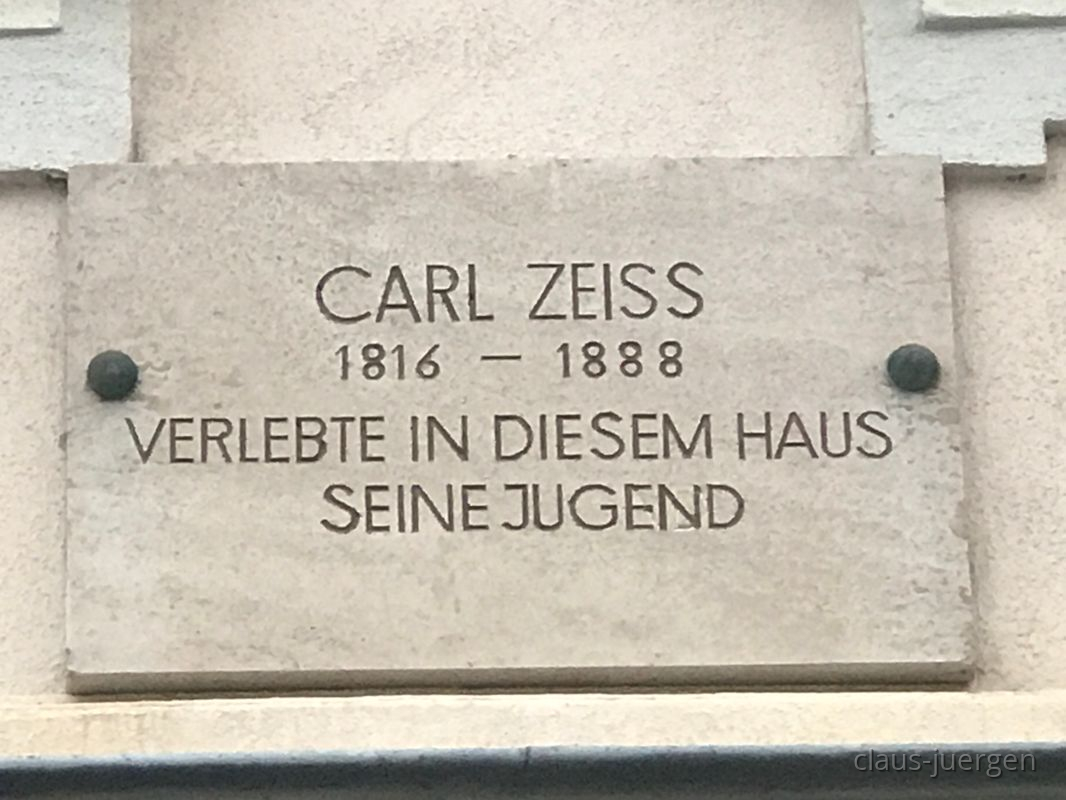 CARL ZEISS
1816 – 1888
VERLEBTE IN DIESEM HAUS
SEINE JUGEND
claus-juergen